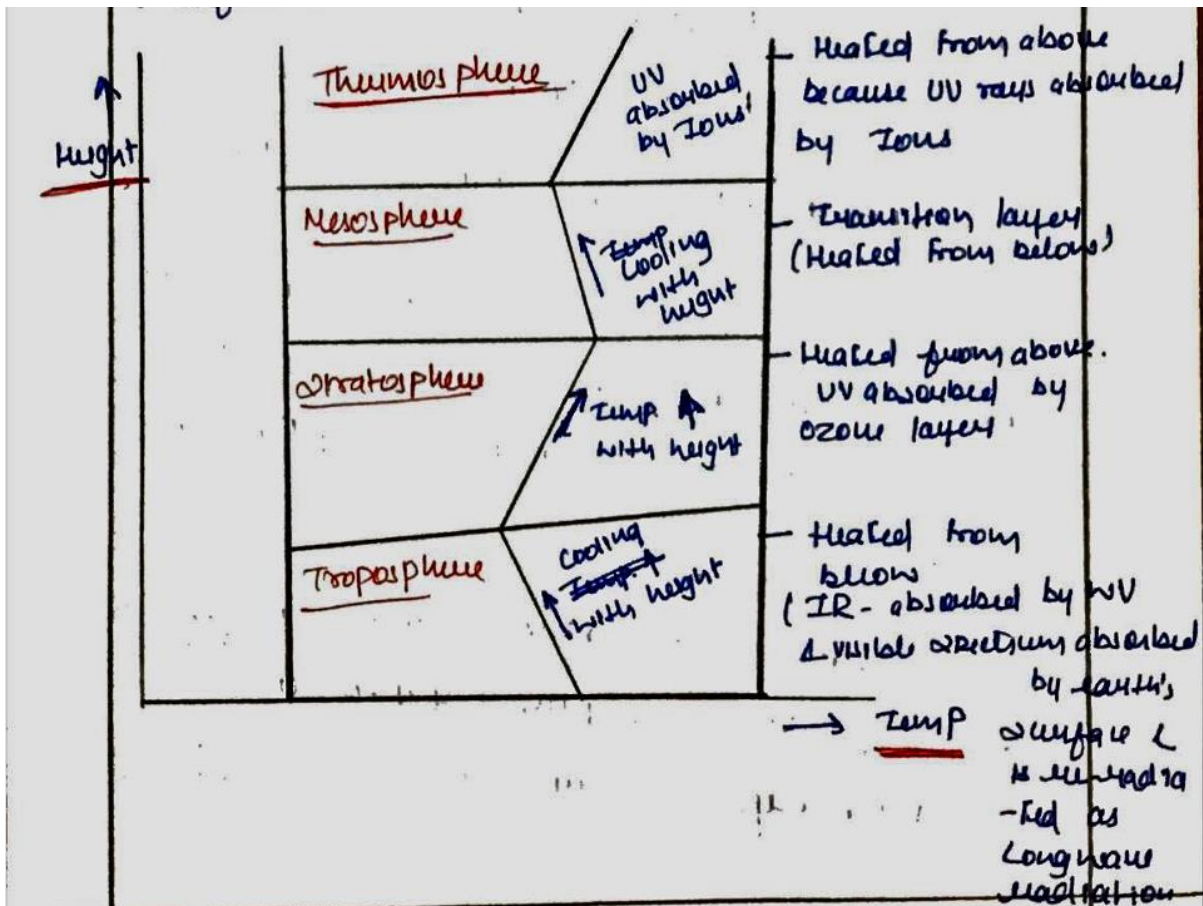 Height
Thermosphere
UV
absorbed
by Ions
Heated from above
because UV rays absorbed
by Ions
Mesosphere
Temp
Cooling
with
height
Transition layer
(Heated from below)
Stratosphere
Temp ↑
with height
Heated from above.
UV absorbed by
ozone layer
Troposphere
Cooling
Temp. ↑
with height
Heated from
below
(IR - absorbed by WV
& visible spectrum absorbed
by earth's
surface &
is re-radia
-ted as
Longwave
radiation
→ Temp